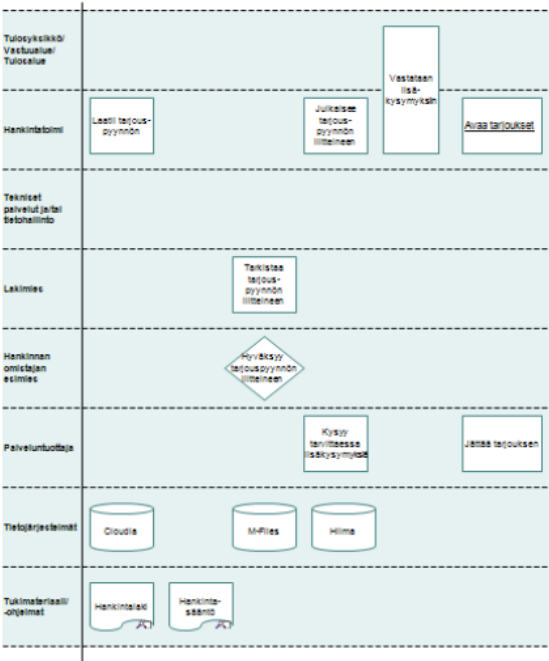 Tulosyksikkö/
Vastuualue/
Tulosalue
Vastataan
lisä-
kysymyksin
Hankintatoimi
Laatii tarjous-
pyynnön
Julkaisee
tarjous-
pyynnön
liitteineen
Avaa tarjoukset
Tekniset
palvelut ja/tai
tietohallinto
Lakimies
Tarkistaa
tarjous-
pyynnön
liitteineen
Hankinnan
omistajan
esimies
Hyväksyy
tarjouspyynnön
liitteineen
Palveluntuottaja
Kysyy
tarvittaessa
lisäkysymyksiä
Jättää tarjouksen
Tietojärjestelmät
Cloudia
M-Files
Hilma
Tukimateriaali/
-ohjelmat
Hankintalaki
Hankinta-
sääntö